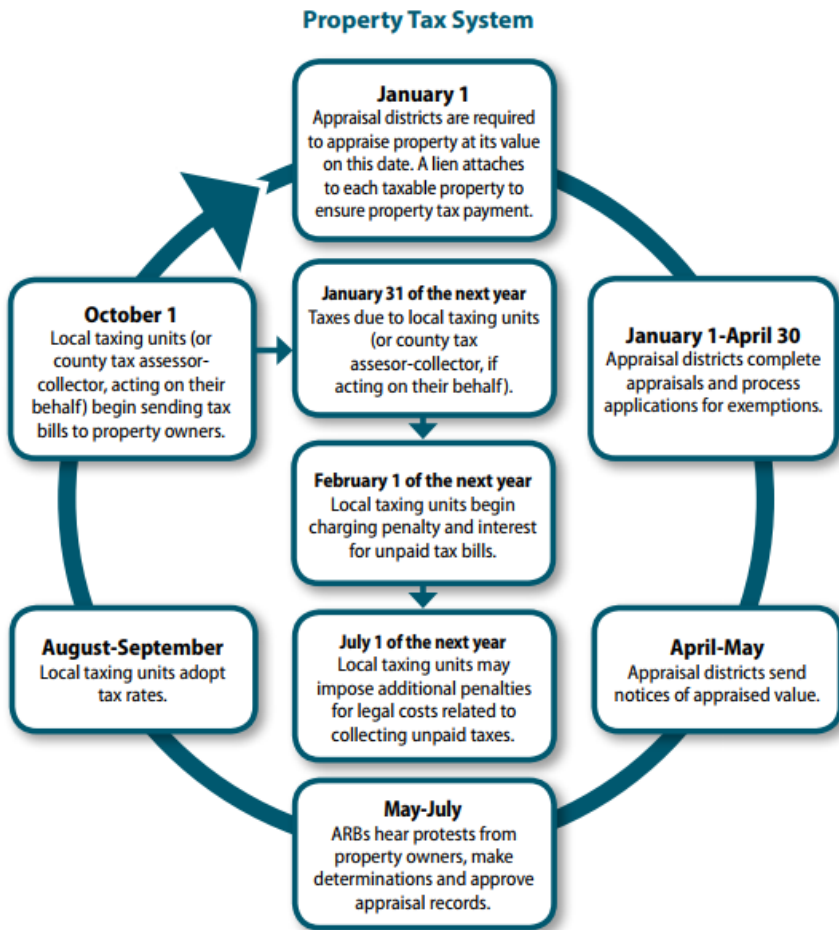 Property Tax System
January 1
Appraisal districts are required
to appraise property at its value
on this date. A lien attaches
to each taxable property to
ensure property tax payment.
January 1-April 30
Appraisal districts complete
appraisals and process
applications for exemptions.
April-May
Appraisal districts send
notices of appraised value.
May-July
ARBs hear protests from
property owners, make
determinations and approve
appraisal records.
August-September
Local taxing units adopt
tax rates.
October 1
Local taxing units (or
county tax assessor-
collector, acting on their
behalf) begin sending tax
bills to property owners.
January 31 of the next year
Taxes due to local taxing units
(or county tax
assesor-collector, if
acting on their behalf).
February 1 of the next year
Local taxing units begin
charging penalty and interest
for unpaid tax bills.
July 1 of the next year
Local taxing units may
impose additional penalties
for legal costs related to
collecting unpaid taxes.